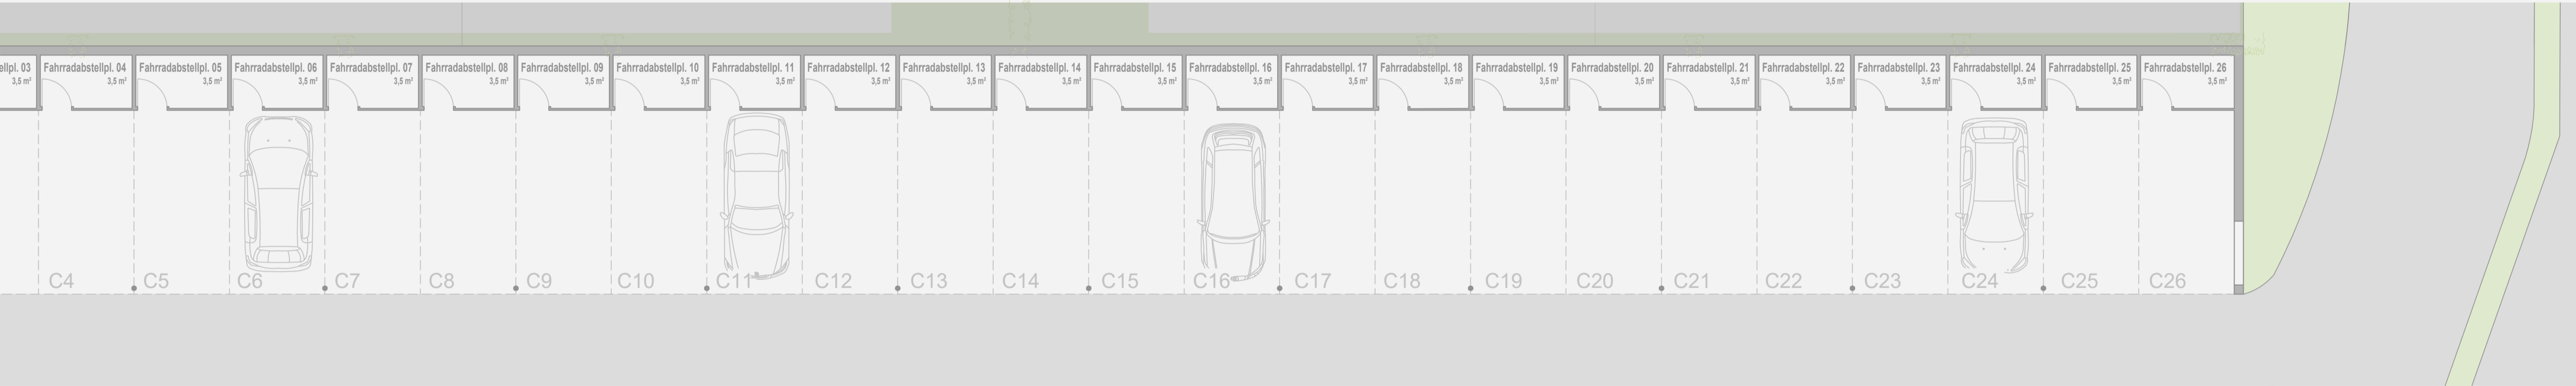 ellpl. 03
3,5 m²
Fahrradabstellpl. 04
3,5 m²
Fahrradabstellpl. 05
3,5 m²
Fahrradabstellpl. 06
3,5 m²
Fahrradabstellpl. 07
3,5 m²
Fahrradabstellpl. 08
3,5 m²
Fahrradabstellpl. 09
3,5 m²
Fahrradabstellpl. 10
3,5 m²
Fahrradabstellpl. 11
3,5 m²
Fahrradabstellpl. 12
3,5 m²
Fahrradabstellpl. 13
3,5 m²
Fahrradabstellpl. 14
3,5 m²
Fahrradabstellpl. 15
3,5 m²
Fahrradabstellpl. 16
3,5 m²
Fahrradabstellpl. 17
3,5 m²
Fahrradabstellpl. 18
3,5 m²
Fahrradabstellpl. 19
3,5 m²
Fahrradabstellpl. 20
3,5 m²
Fahrradabstellpl. 21
3,5 m²
Fahrradabstellpl. 22
3,5 m²
Fahrradabstellpl. 23
3,5 m²
Fahrradabstellpl. 24
3,5 m²
Fahrradabstellpl. 25
3,5 m²
Fahrradabstellpl. 26
3,5 m²
C4
C5
C6
C7
C8
C9
C10
C11
C12
C13
C14
C15
C16
C17
C18
C19
C20
C21
C22
C23
C24
C25
C26